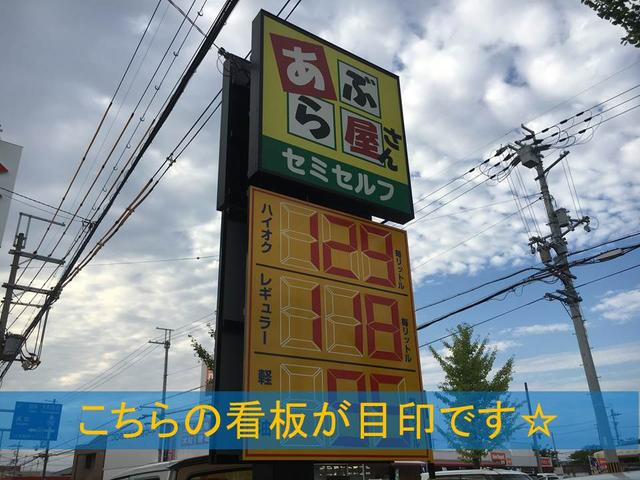 あぶら屋さん
セミセルフ
ハイオク 129 毎リットル
レギュラー 118 毎リットル
軽
こちらの看板が目印です☆